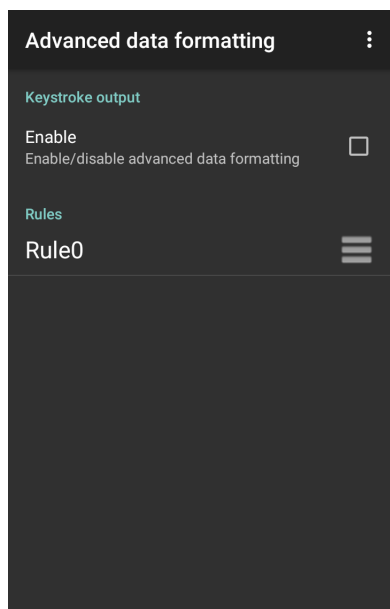 Advanced data formatting
Keystroke output
Enable
Enable/disable advanced data formatting
Rules
Rule0